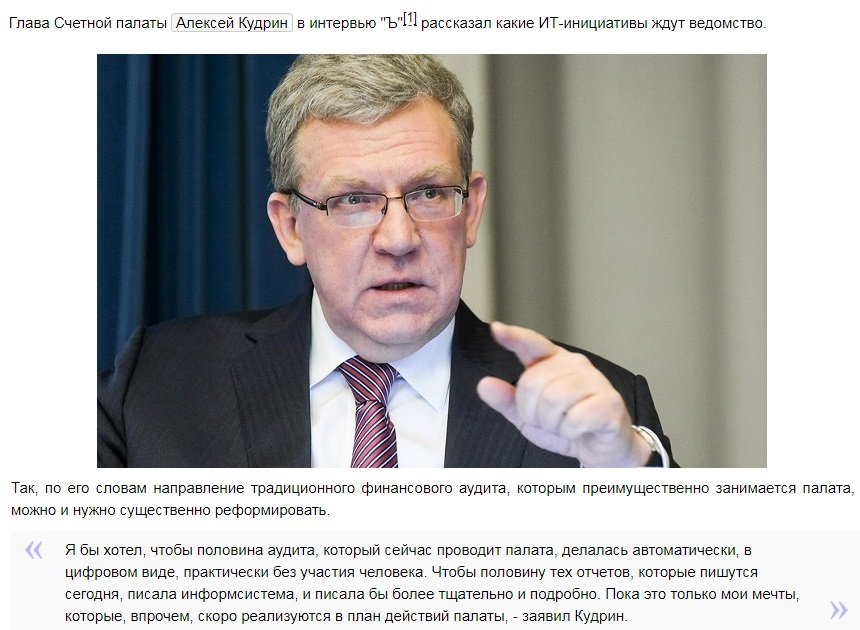 Глава Счетной палаты Алексей Кудрин в интервью "Ъ"[1] рассказал какие ИТ-инициативы ждут ведомство.
Так, по его словам направление традиционного финансового аудита, которым преимущественно занимается палата,
можно и нужно существенно реформировать.
« Я бы хотел, чтобы половина аудита, который сейчас проводит палата, делалась автоматически, в
цифровом виде, практически без участия человека. Чтобы половину тех отчетов, которые пишутся
сегодня, писала информсистема, и писала бы более тщательно и подробно. Пока это только мои мечты,
которые, впрочем, скоро реализуются в план действий палаты, - заявил Кудрин. »